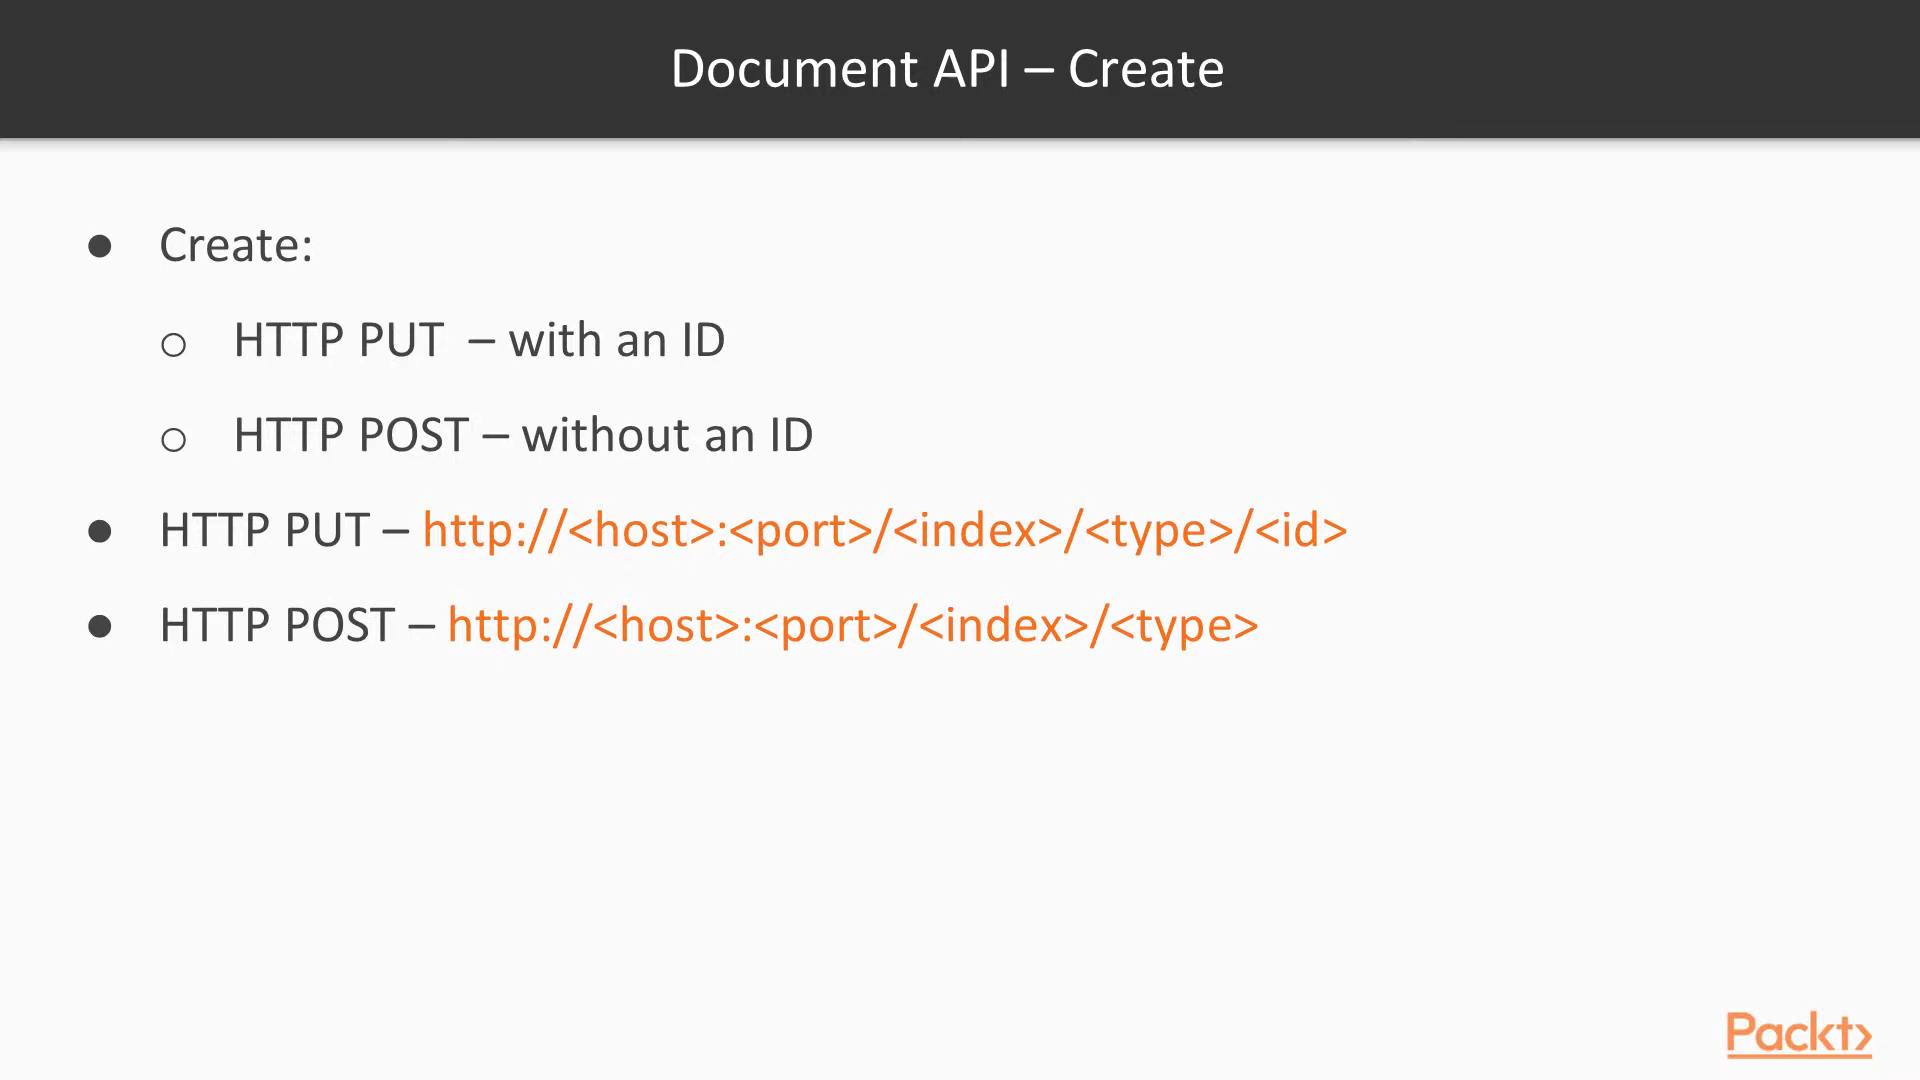 Document API – Create
● Create:
○ HTTP PUT – with an ID
○ HTTP POST – without an ID
● HTTP PUT – http://<host>:<port>/<index>/<type>/<id>
● HTTP POST – http://<host>:<port>/<index>/<type>
Packt>